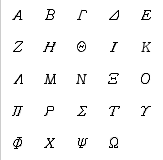 Α Β Γ Δ Ε
Ζ Η Θ Ι Κ
Λ Μ Ν Ξ Ο
Π Ρ Σ Τ Υ
Φ Χ Ψ Ω